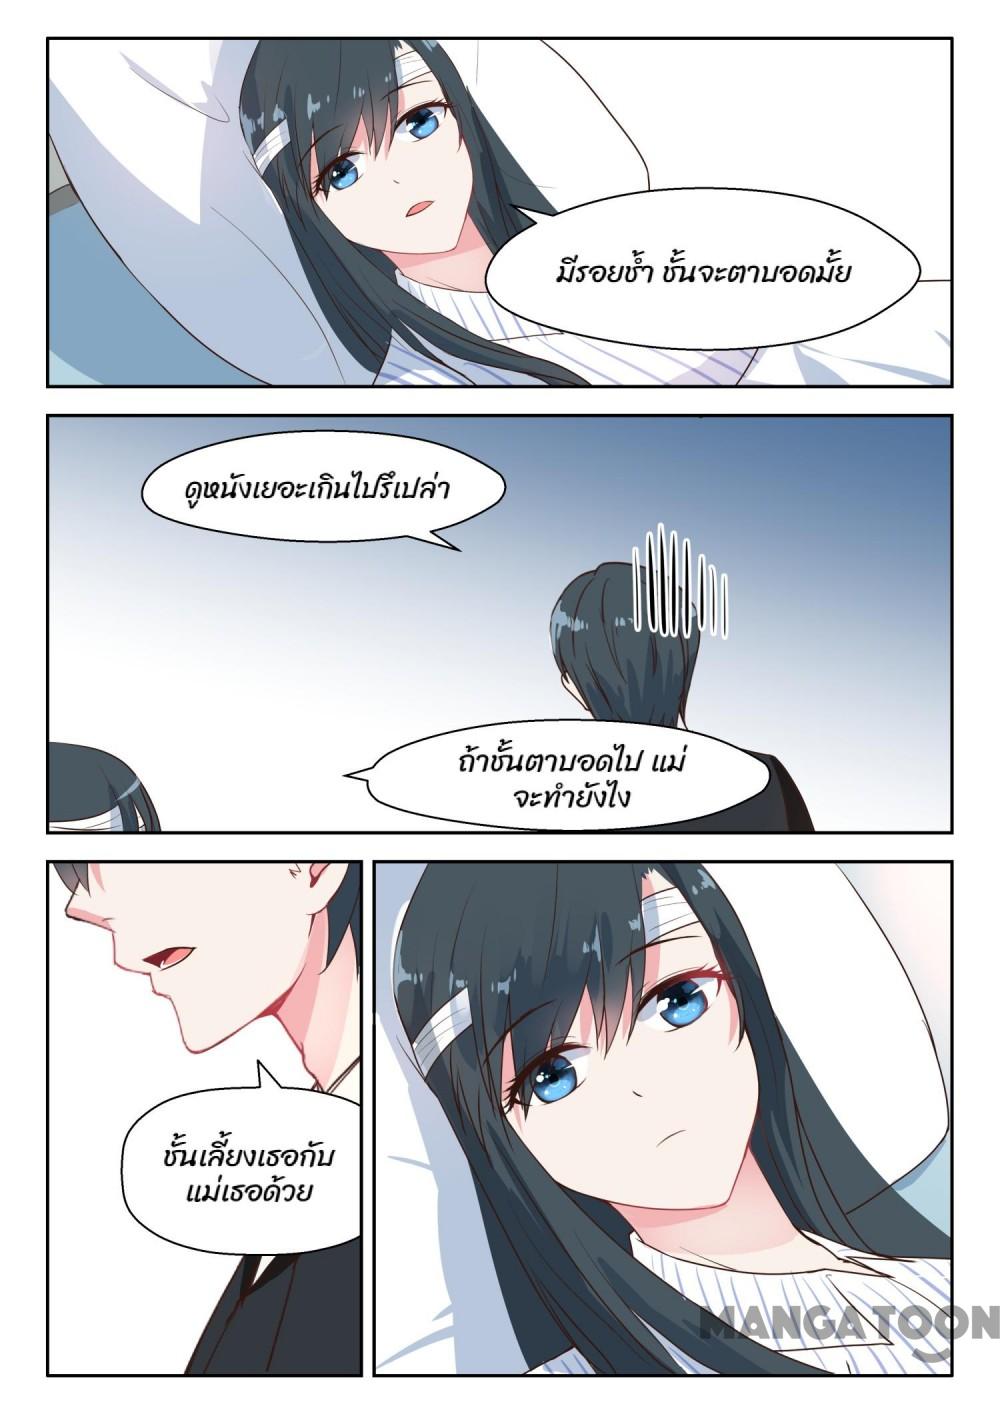 มีรอยช้ำ ชั้นจะตาบอดมั้ย
ดูหนังเยอะเกินไปรึเปล่า
ถ้าชั้นตาบอดไป แม่
จะทำยังไง
ชั้นเลี้ยงเธอกับ
แม่เธอด้วย
MANGATOON